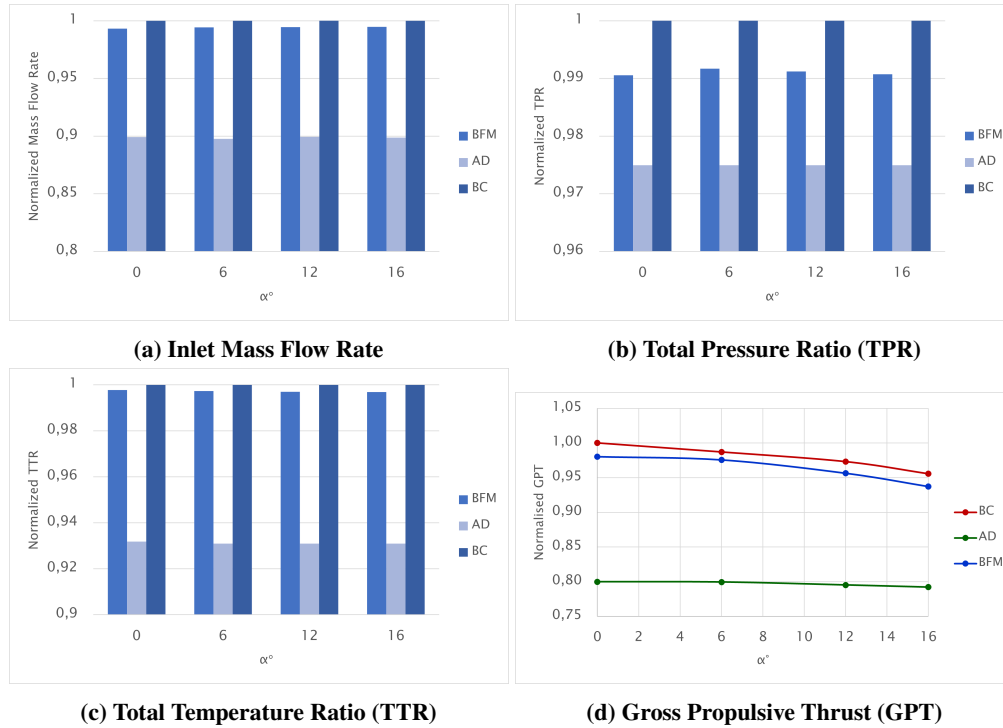 1
0,95
0,9
0,85
0,8
Normalized Mass Flow Rate
0 6 12 16
α°
BFM
AD
BC
(a) Inlet Mass Flow Rate
1
0,99
0,98
0,97
0,96
Normalized TPR
0 6 12 16
α°
BFM
AD
BC
(b) Total Pressure Ratio (TPR)
1
0,98
0,96
0,94
0,92
0,9
Normalized TTR
0 6 12 16
α°
BFM
AD
BC
(c) Total Temperature Ratio (TTR)
1,05
1,00
0,95
0,90
0,85
0,80
0,75
Normalised GPT
0 2 4 6 8 10 12 14 16
α°
BC
AD
BFM
(d) Gross Propulsive Thrust (GPT)